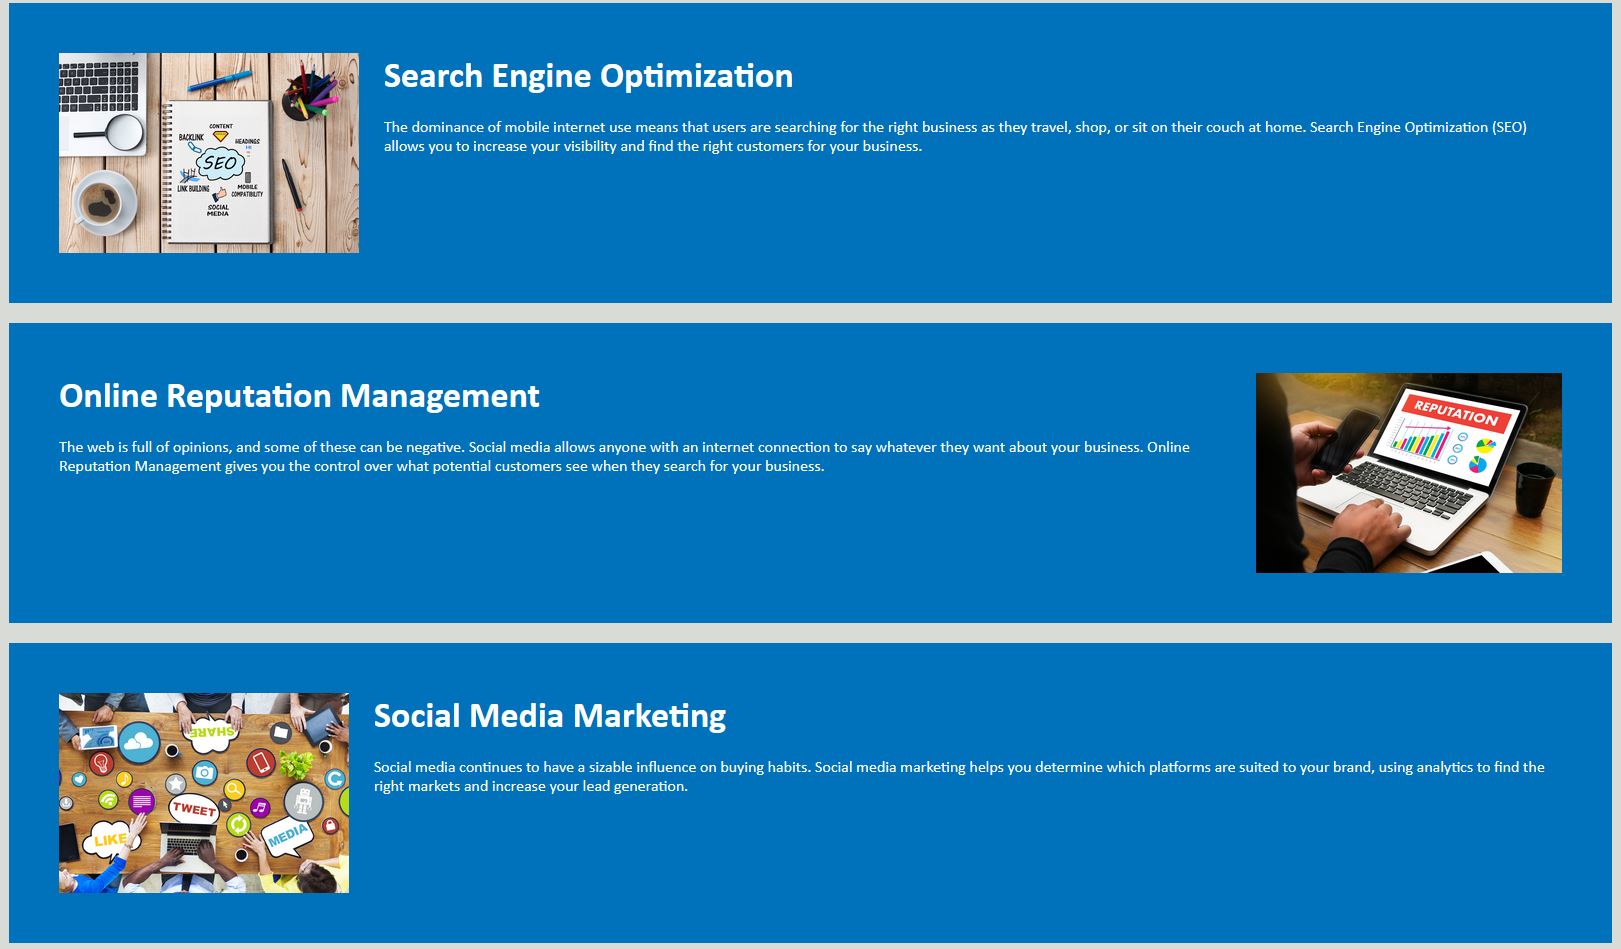 Search Engine Optimization
The dominance of mobile internet use means that users are searching for the right business as they travel, shop, or sit on their couch at home. Search Engine Optimization (SEO)
allows you to increase your visibility and find the right customers for your business.
CONTENT
BACKLINK
HEADINGS
SEO
LINK BUILDING
MOBILE
COMPATIBILITY
SOCIAL
MEDIA
Online Reputation Management
The web is full of opinions, and some of these can be negative. Social media allows anyone with an internet connection to say whatever they want about your business. Online
Reputation Management gives you the control over what potential customers see when they search for your business.
REPUTATION
Social Media Marketing
Social media continues to have a sizable influence on buying habits. Social media marketing helps you determine which platforms are suited to your brand, using analytics to find the
right markets and increase your lead generation.
SHARE
TWEET
LIKE
MEDIA